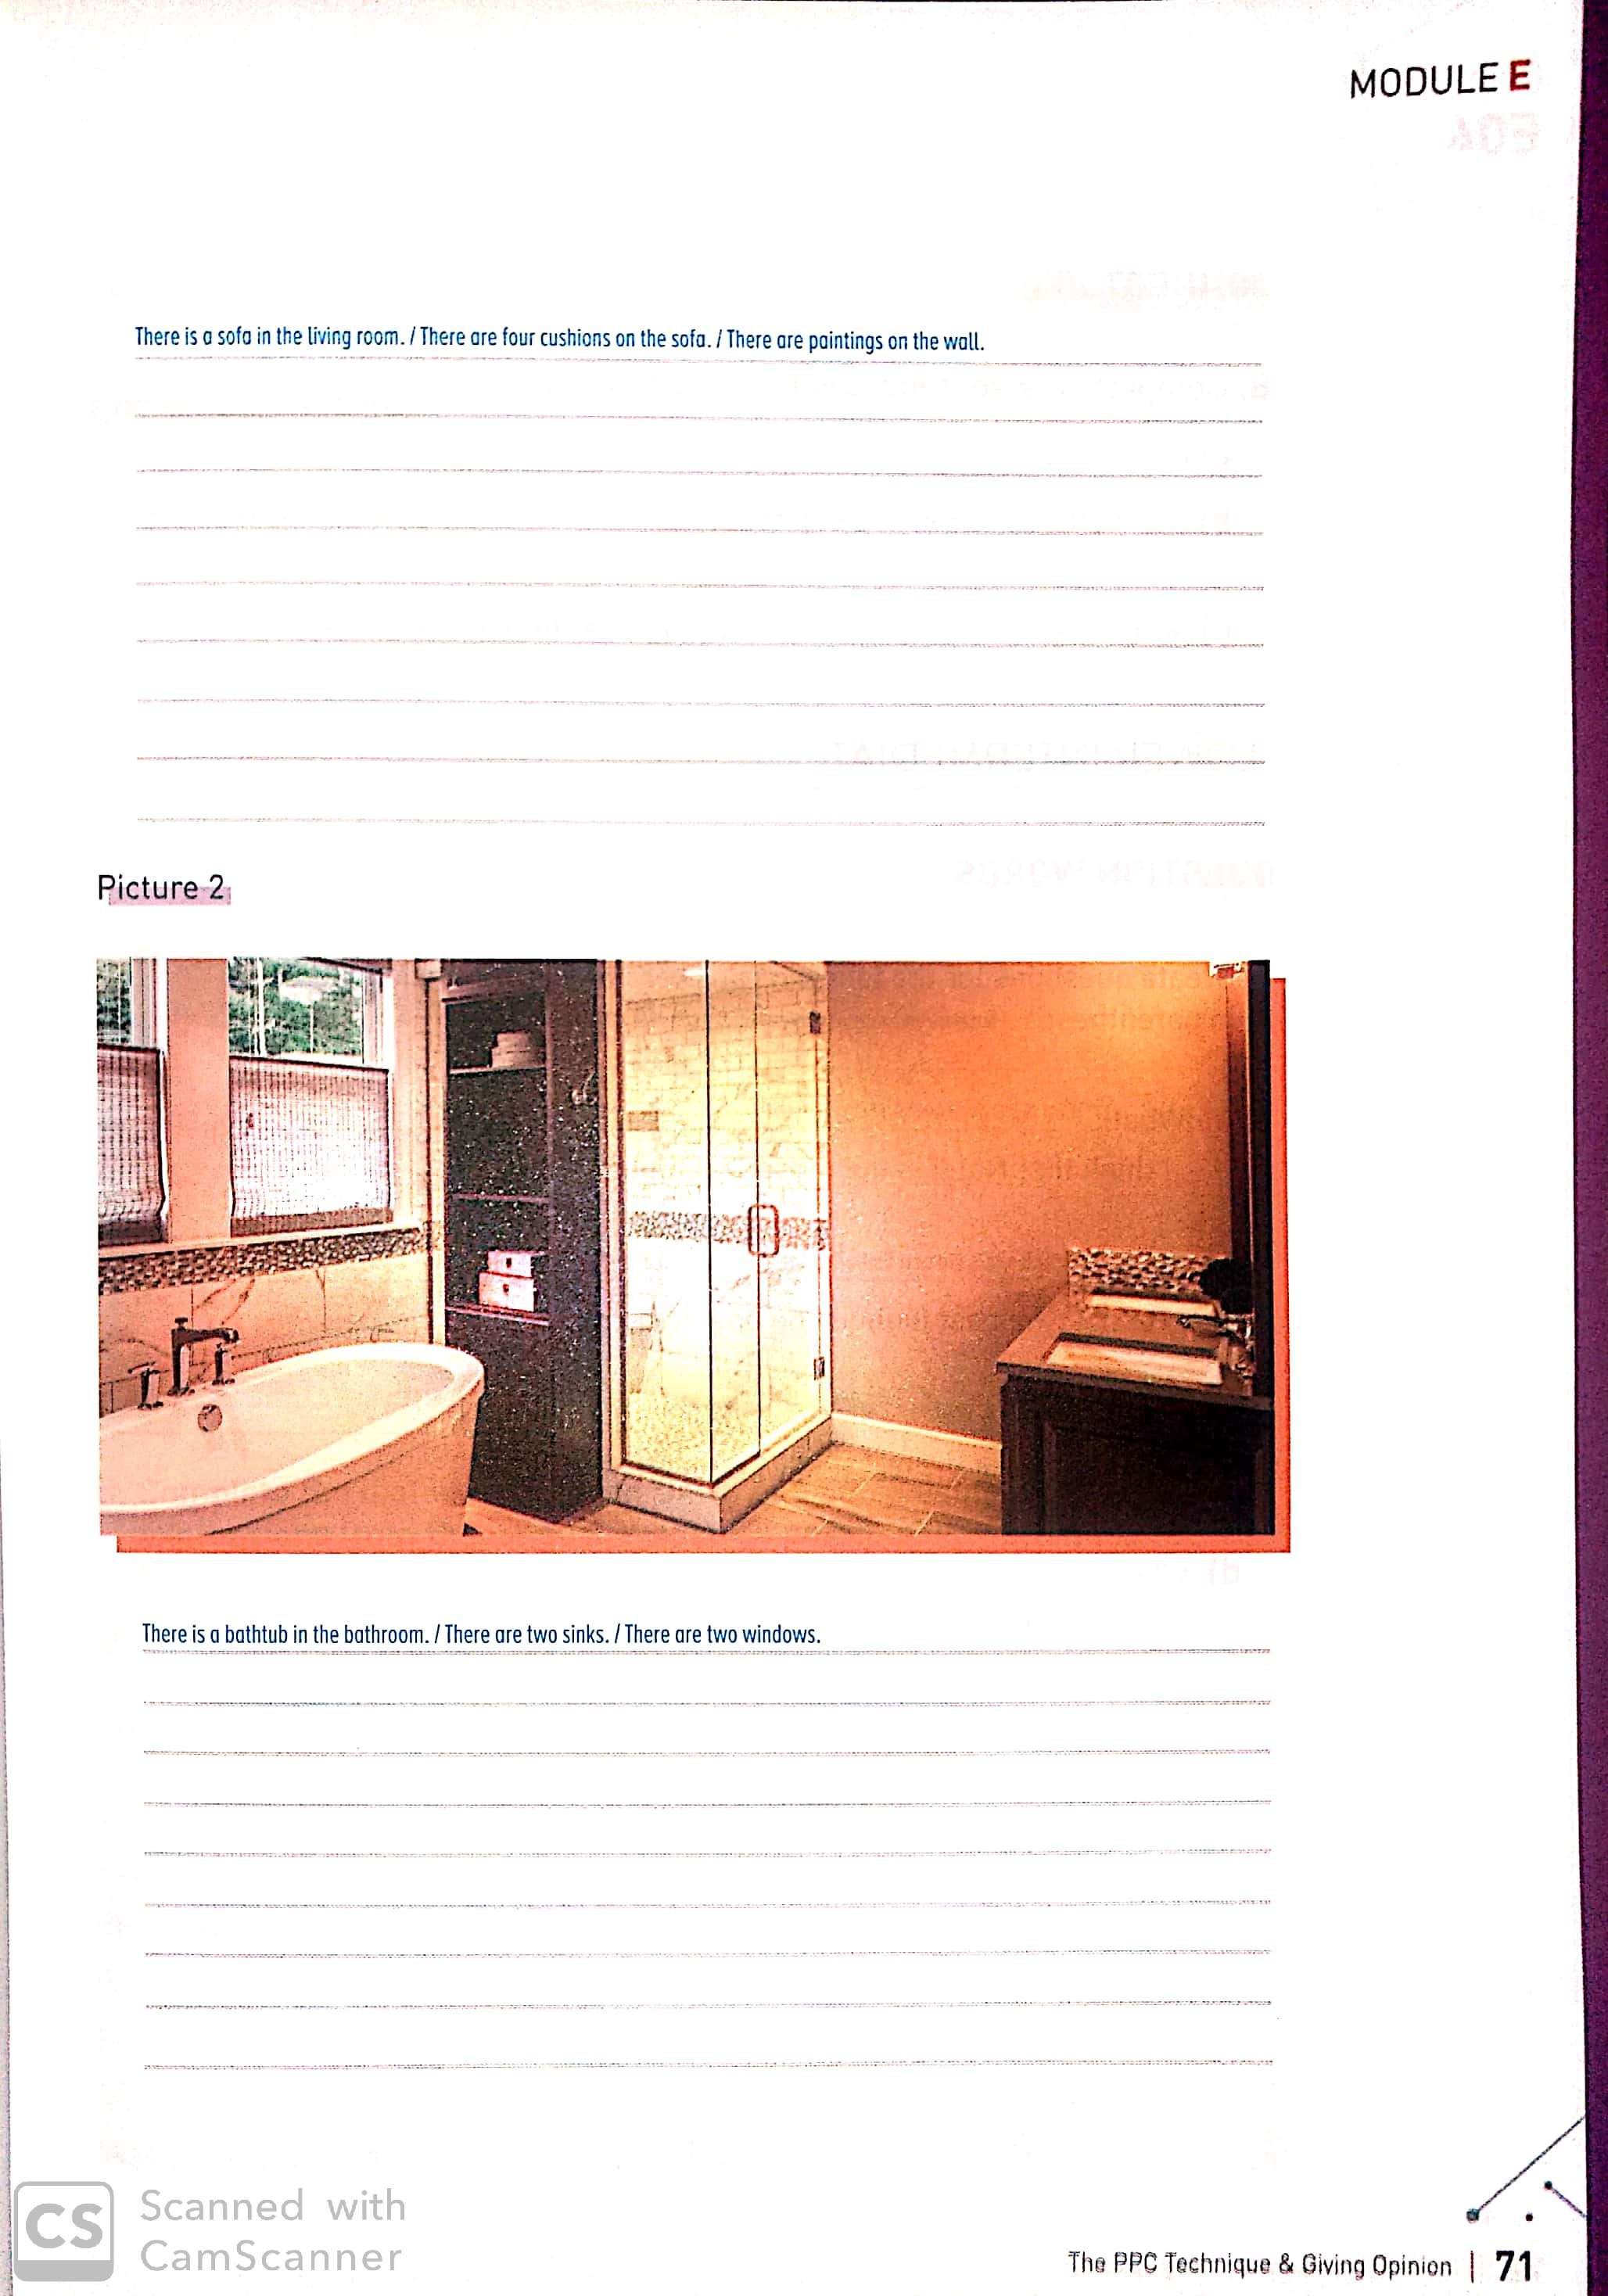 MODULE E
There is a sofa in the living room. / There are four cushions on the sofa. / There are paintings on the wall.
Picture 2
There is a bathtub in the bathroom. / There are two sinks. / There are two windows.
CS Scanned with
CamScanner
The PPC Technique & Giving Opinion | 71